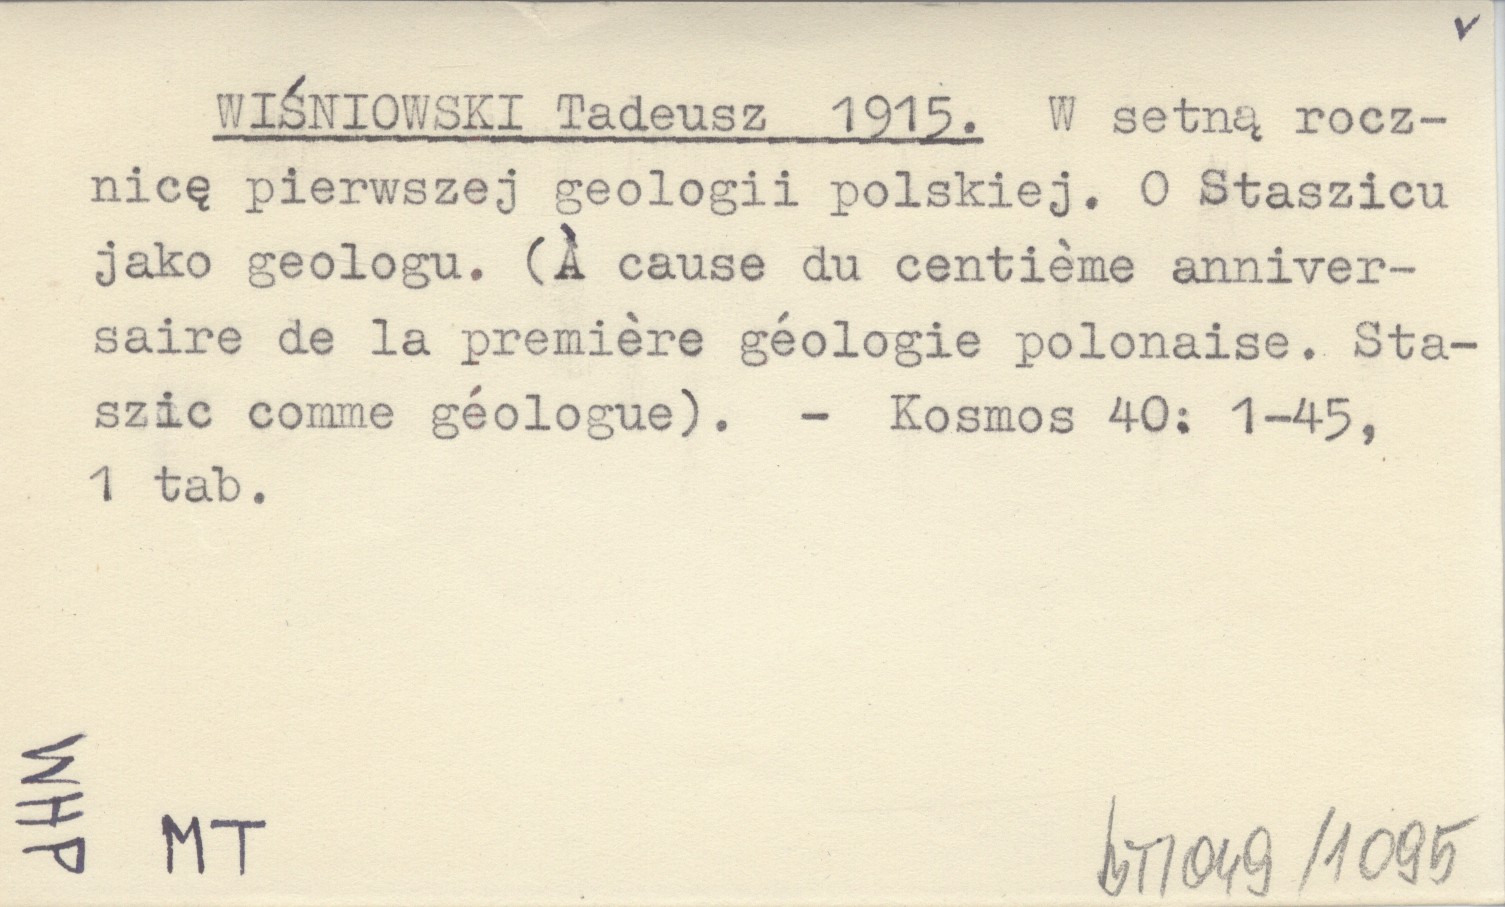 v
WIŚNIOWSKI Tadeusz 1915. W setną rocz-
nicę pierwszej geologii polskiej. O Staszicu
jako geologu. (À cause du centième anniver-
saire de la première géologie polonaise. Sta-
szic comme géologue). - Kosmos 40: 1-45,
1 tab.
WHP
MT
/1095